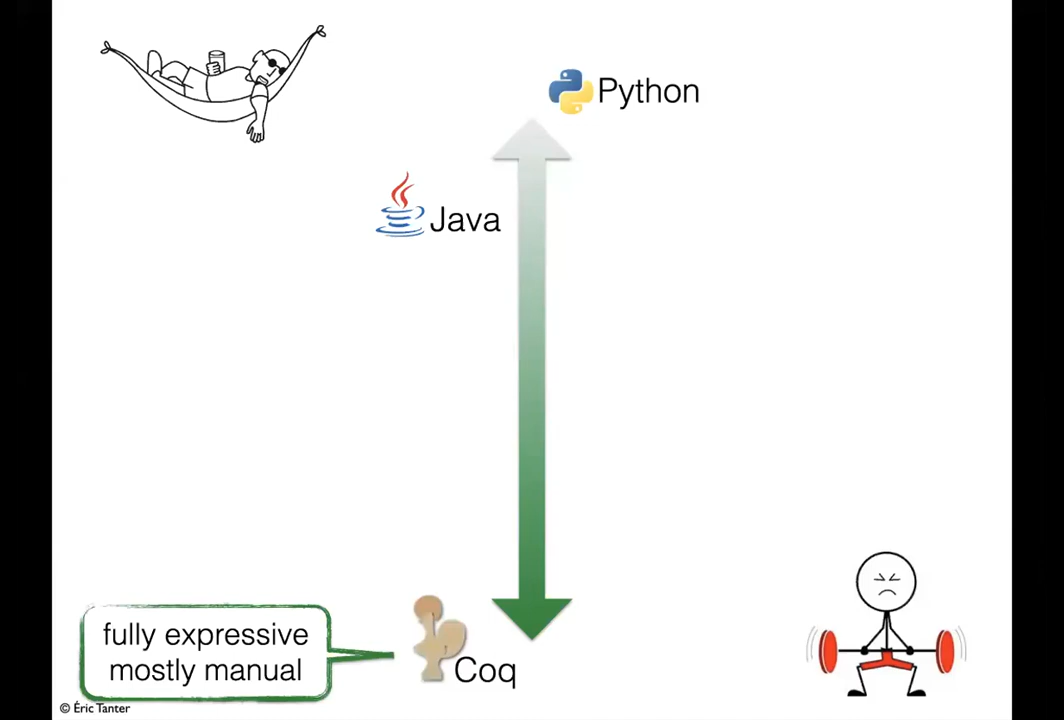 Python
Java
fully expressive
mostly manual
Coq
© Éric Tanter